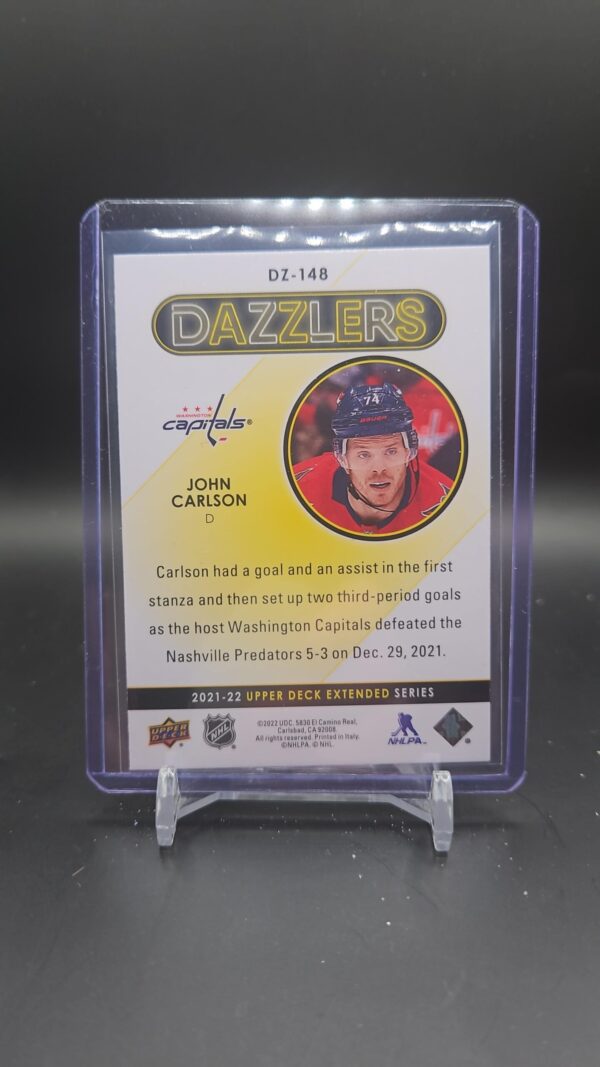 DZ-148
DAZZLERS
WASHINGTON
capitals®
74
BAUER
JOHN
CARLSON
D
Carlson had a goal and an assist in the first
stanza and then set up two third-period goals
as the host Washington Capitals defeated the
Nashville Predators 5-3 on Dec. 29, 2021.
2021-22 UPPER DECK EXTENDED SERIES
UPPER
DECK
NHL
©2022 UDC. 5830 El Camino Real,
Carlsbad, CA 92008.
All rights reserved. Printed in Italy.
©NHLPA. © NHL.
NHLPA